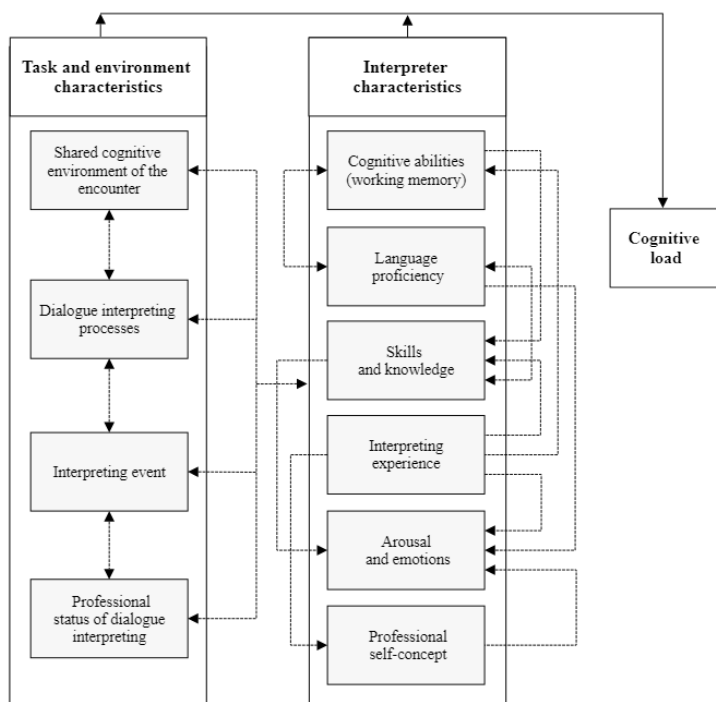 Task and environment
characteristics
Shared cognitive
environment of the
encounter
Dialogue interpreting
processes
Interpreting event
Professional
status of dialogue
interpreting
Interpreter
characteristics
Cognitive abilities
(working memory)
Language
proficiency
Skills
and knowledge
Interpreting
experience
Arousal
and emotions
Professional
self-concept
Cognitive
load